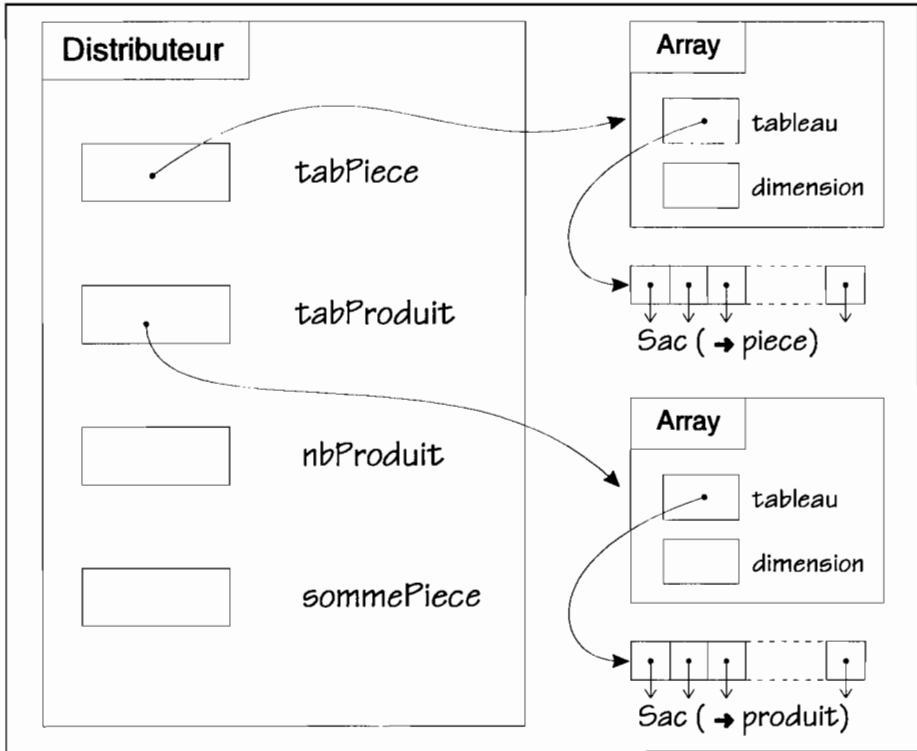 Distributeur
tabPiece
tabProduit
nbProduit
sommePiece
Array
tableau
dimension
Sac (➔ piece)
Array
tableau
dimension
Sac (➔ produit)